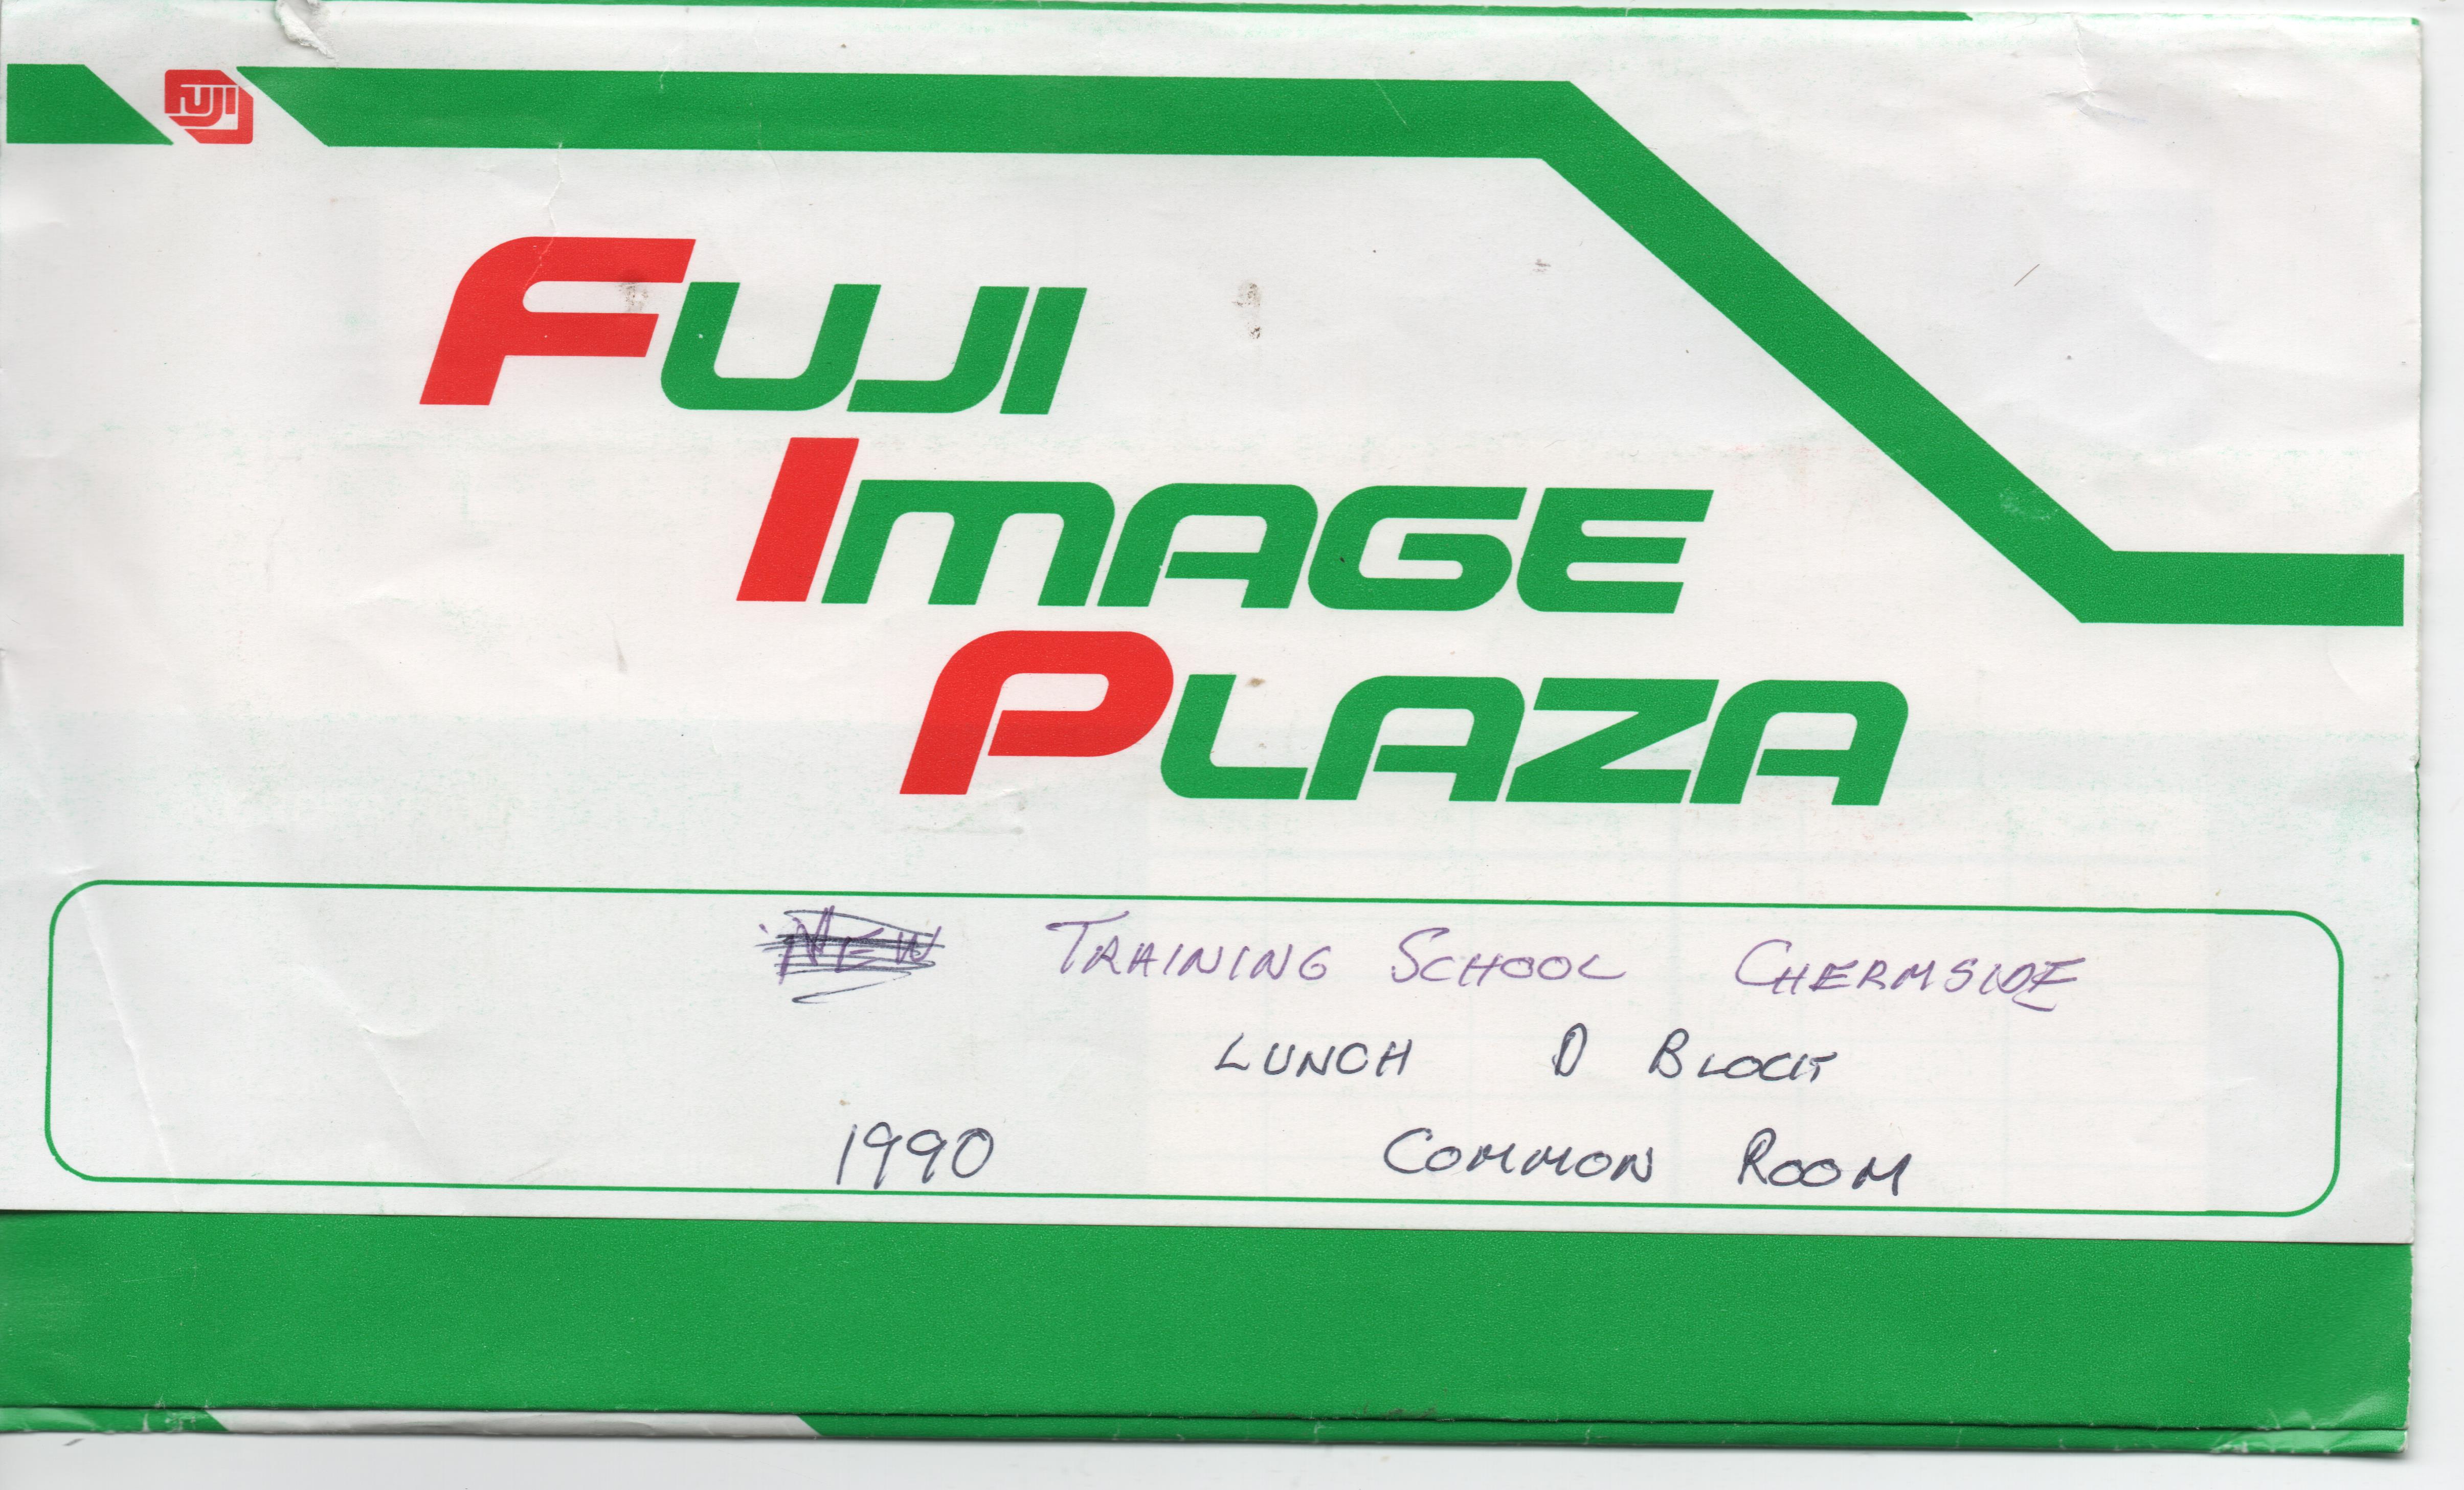 FUJI
FUJI
IMAGE
PLAZA
NEW TRAINING SCHOOL CHERMSIDE
LUNCH D BLOCK
1990 COMMON ROOM